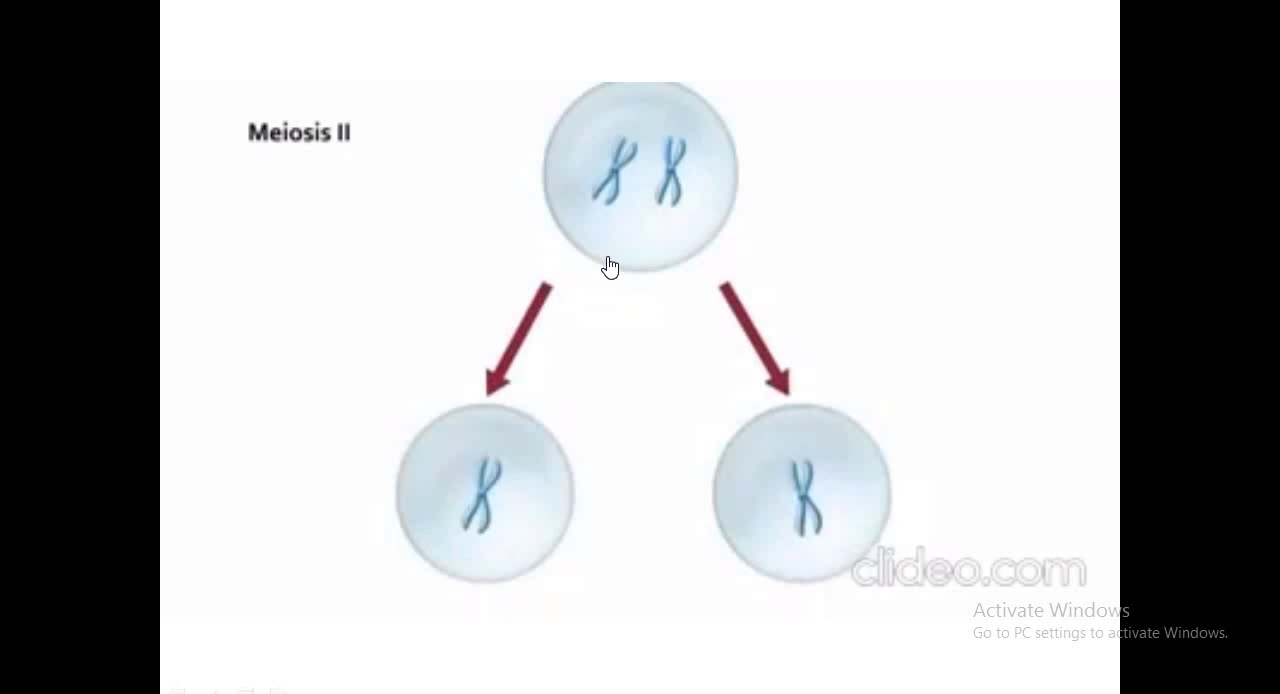 Meiosis II
clideo.com
Activate Windows
Go to PC settings to activate Windows.